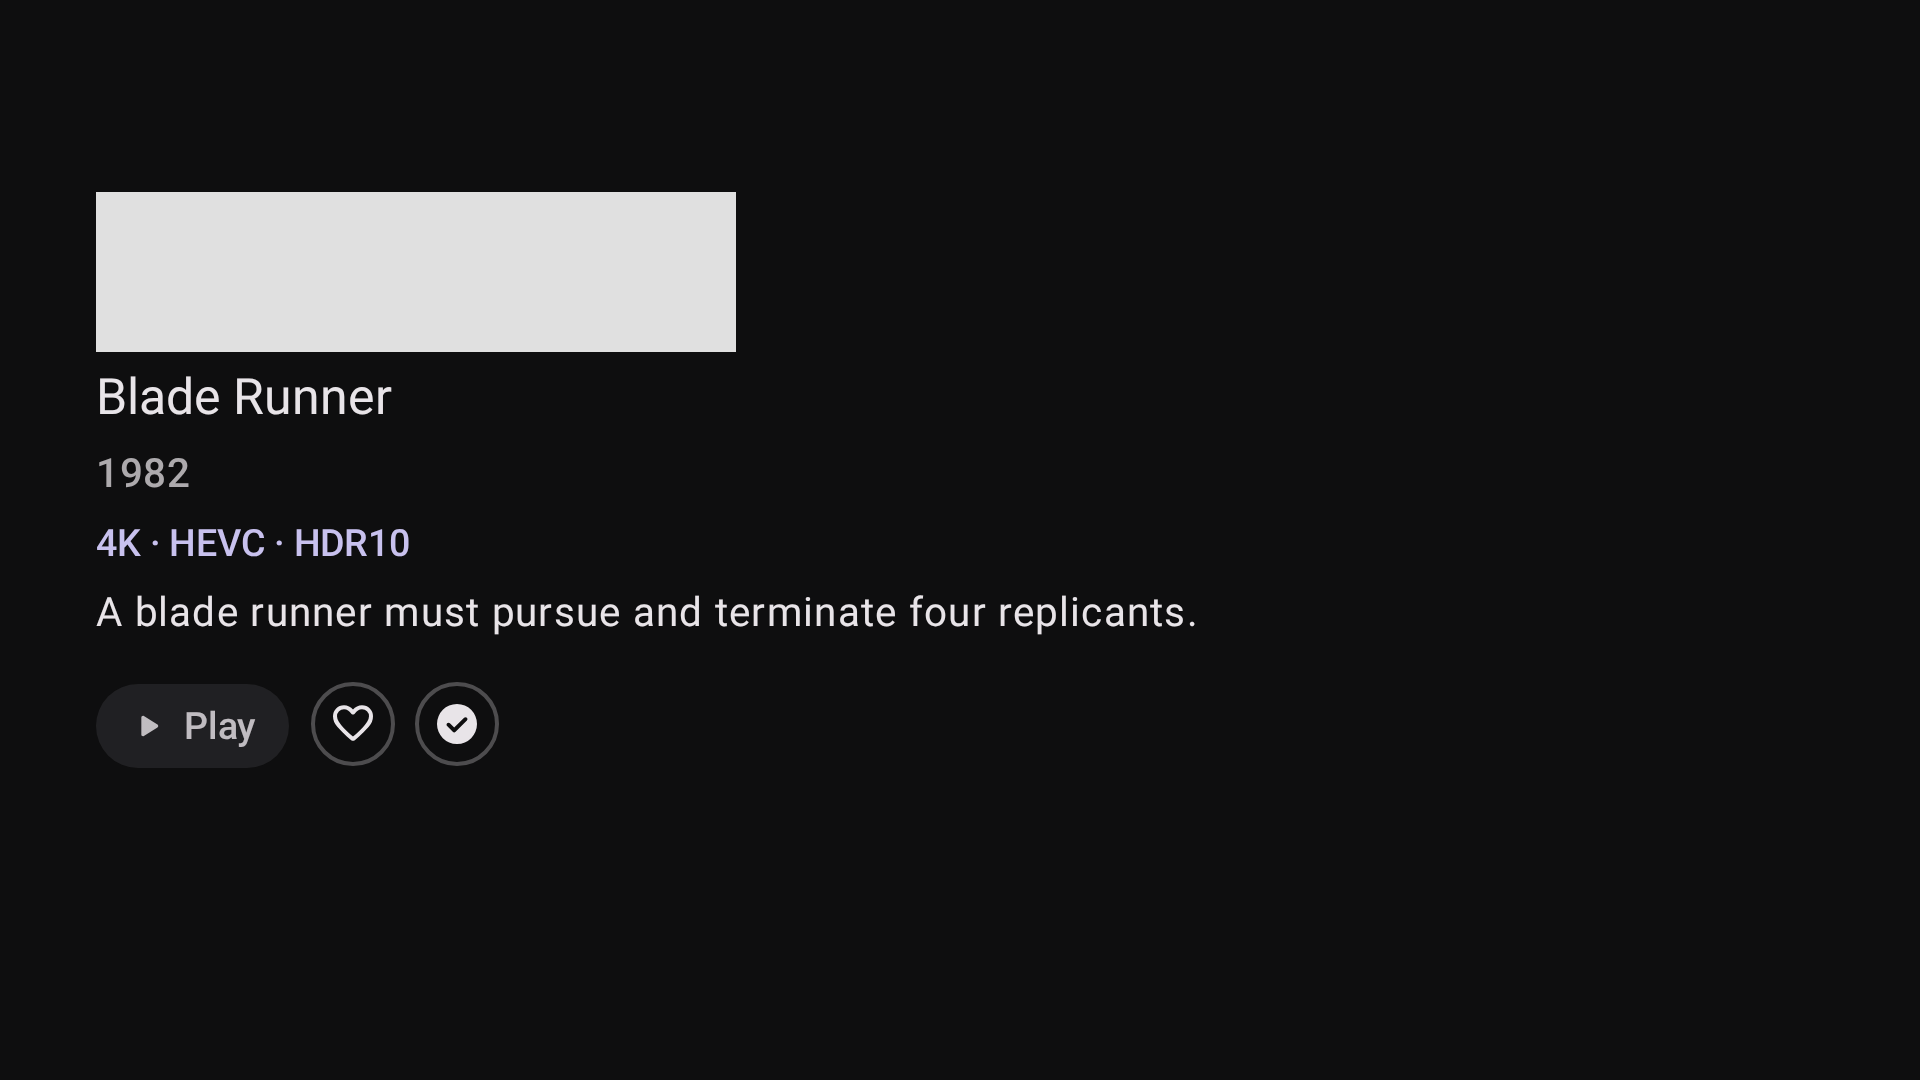 Blade Runner
1982
4K · HEVC · HDR10
A blade runner must pursue and terminate four replicants.
Play